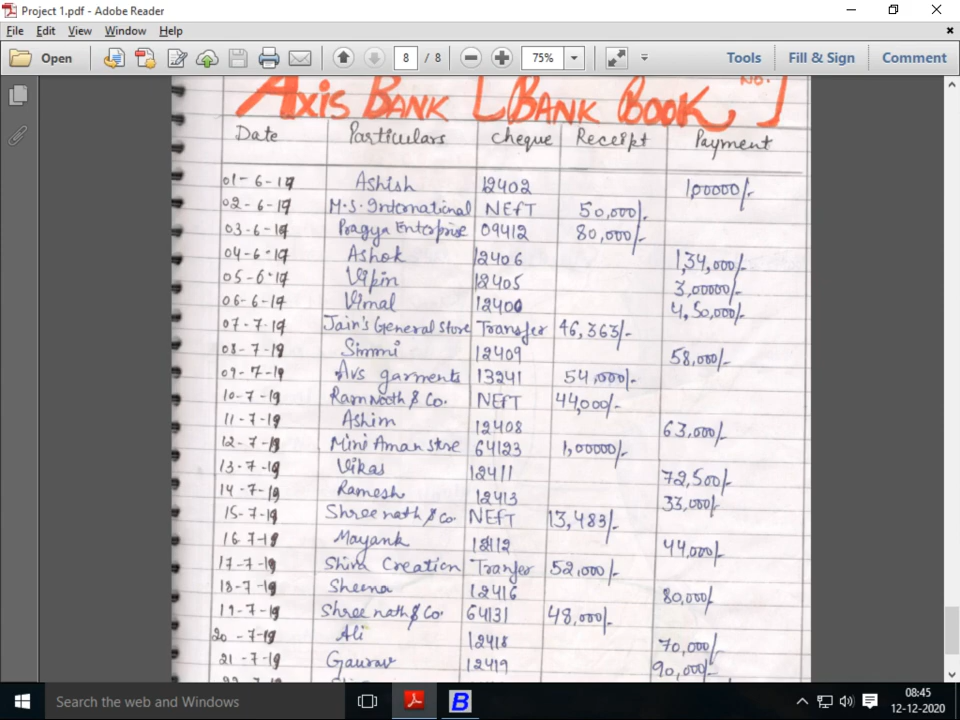 Project 1.pdf - Adobe Reader
File Edit View Window Help
Open 8 / 8 75% Tools Fill & Sign Comment
NO.
AXIS BANK [BANK BOOK]
Date Particulars Cheque Receipt Payment
01-6-19 Ashish 12402 1,00000/-
02-6-19 M.S. International NEFT 50,000/-
03-6-19 Pragya Enterprise 09412 80,000/-
04-6-19 Ashok 12406 1,34,000/-
05-6-19 Vipin 12405 3,00000/-
06-6-19 Vimal 12400 4,50,000/-
07-7-19 Jain's General Store Transfer 46,363/-
08-7-19 Simmi 12409 58,000/-
09-7-19 Avs garments 13241 54,000/-
10-7-19 Ramnath & Co. NEFT 44,000/-
11-7-19 Ashim 12408 63,000/-
12-7-19 Mini Aman Store 64123 1,00000/-
13-7-19 Vikas 12411 72,500/-
14-7-19 Ramesh 12413 33,000/-
15-7-19 Shree nath & Co. NEFT 13,483/-
16 7-19 Mayank 12112 44,000/-
17-7-19 Shiva Creation Tranfer 52,000/-
18-7-19 Sheena 12416 80,000/-
19-7-19 Shree nath & Co. 64131 48,000/-
20-7-19 Ali 12418 70,000/-
21-7-19 Gaurav 12419 90,000/-
Search the web and Windows
08:45
12-12-2020